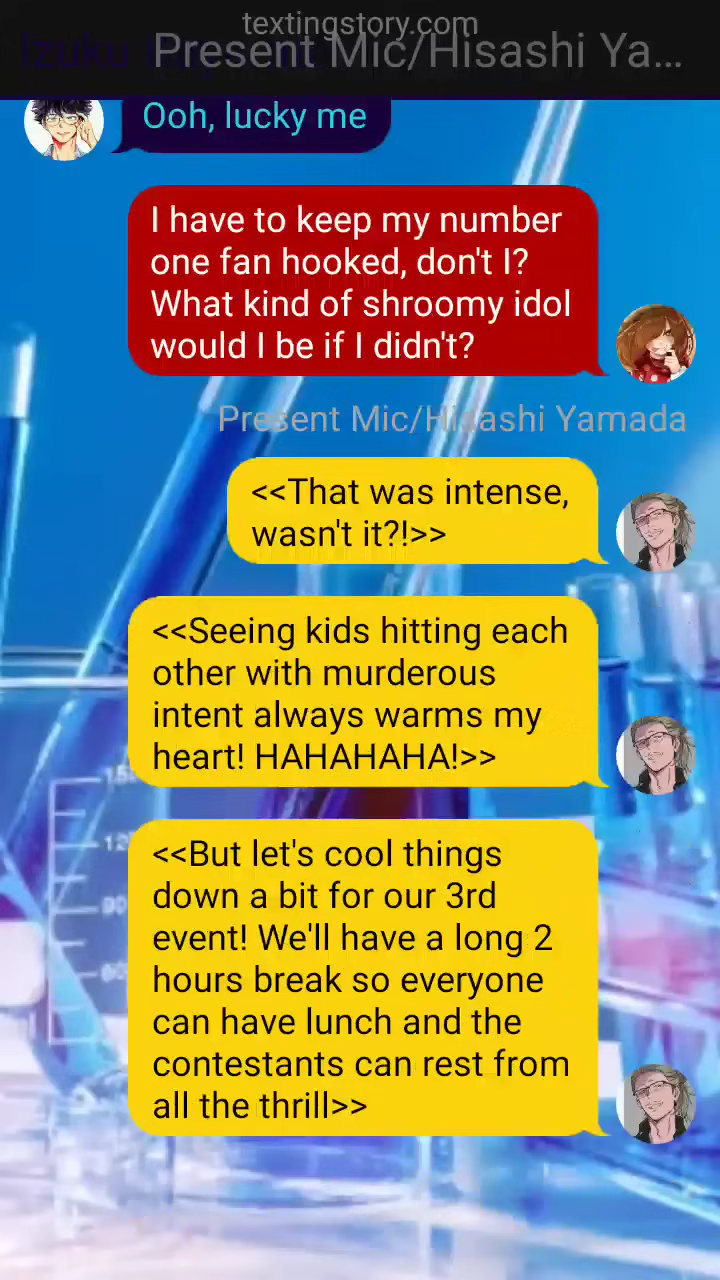 textingstory.com
Izuku
Present Mic/Hisashi Ya...
Ooh, lucky me
I have to keep my number
one fan hooked, don't I?
What kind of shroomy idol
would I be if I didn't?
Present Mic/Hisashi Yamada
<<That was intense,
wasn't it?!>>
<<Seeing kids hitting each
other with murderous
intent always warms my
heart! HAHAHAHA!>>
<<But let's cool things
down a bit for our 3rd
event! We'll have a long 2
hours break so everyone
can have lunch and the
contestants can rest from
all the thrill>>